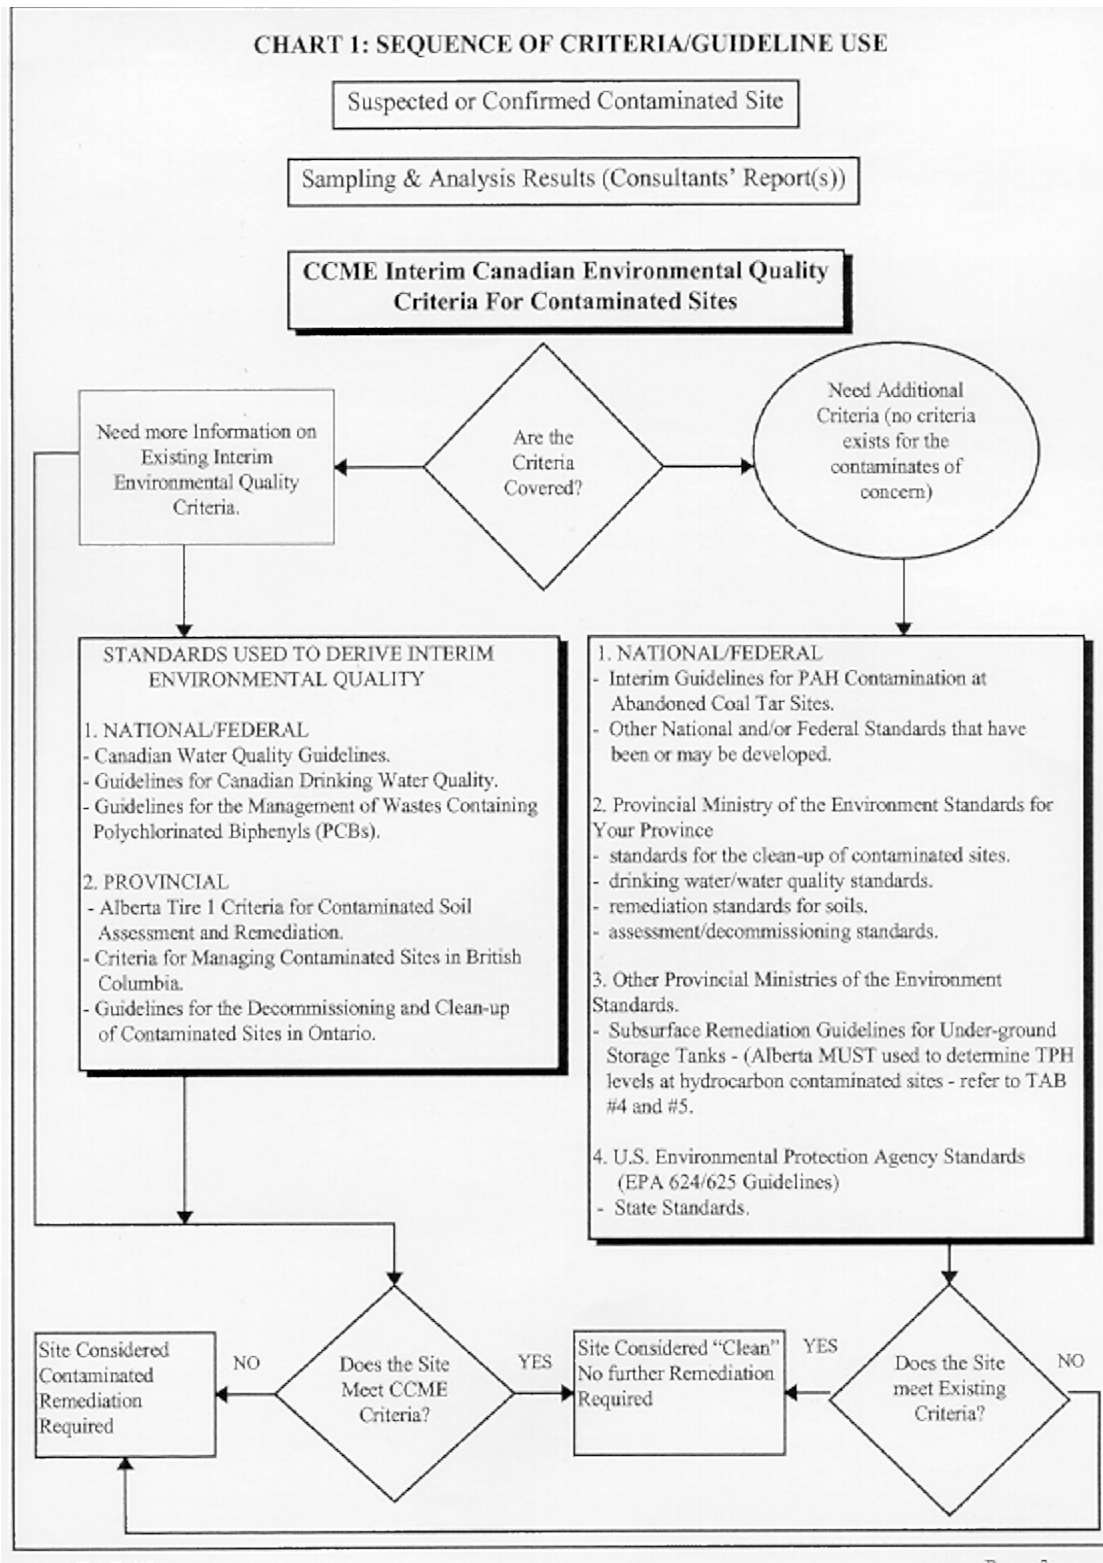 CHART 1: SEQUENCE OF CRITERIA/GUIDELINE USE
Suspected or Confirmed Contaminated Site
Sampling & Analysis Results (Consultants' Report(s))
CCME Interim Canadian Environmental Quality
Criteria For Contaminated Sites
Need more Information on
Existing Interim
Environmental Quality
Criteria.
Are the
Criteria
Covered?
Need Additional
Criteria (no criteria
exists for the
contaminates of
concern)
STANDARDS USED TO DERIVE INTERIM
ENVIRONMENTAL QUALITY
1. NATIONAL/FEDERAL
- Canadian Water Quality Guidelines.
- Guidelines for Canadian Drinking Water Quality.
- Guidelines for the Management of Wastes Containing
Polychlorinated Biphenyls (PCBs).
2. PROVINCIAL
- Alberta Tire 1 Criteria for Contaminated Soil
Assessment and Remediation.
- Criteria for Managing Contaminated Sites in British
Columbia.
- Guidelines for the Decommissioning and Clean-up
of Contaminated Sites in Ontario.
1. NATIONAL/FEDERAL
- Interim Guidelines for PAH Contamination at
Abandoned Coal Tar Sites.
- Other National and/or Federal Standards that have
been or may be developed.
2. Provincial Ministry of the Environment Standards for
Your Province
- standards for the clean-up of contaminated sites.
- drinking water/water quality standards.
- remediation standards for soils.
- assessment/decommissioning standards.
3. Other Provincial Ministries of the Environment
Standards.
- Subsurface Remediation Guidelines for Under-ground
Storage Tanks - (Alberta MUST used to determine TPH
levels at hydrocarbon contaminated sites - refer to TAB
#4 and #5.
4. U.S. Environmental Protection Agency Standards
(EPA 624/625 Guidelines)
- State Standards.
Site Considered
Contaminated
Remediation
Required
NO
Does the Site
Meet CCME
Criteria?
YES
Site Considered "Clean"
No further Remediation
Required
YES
Does the Site
meet Existing
Criteria?
NO